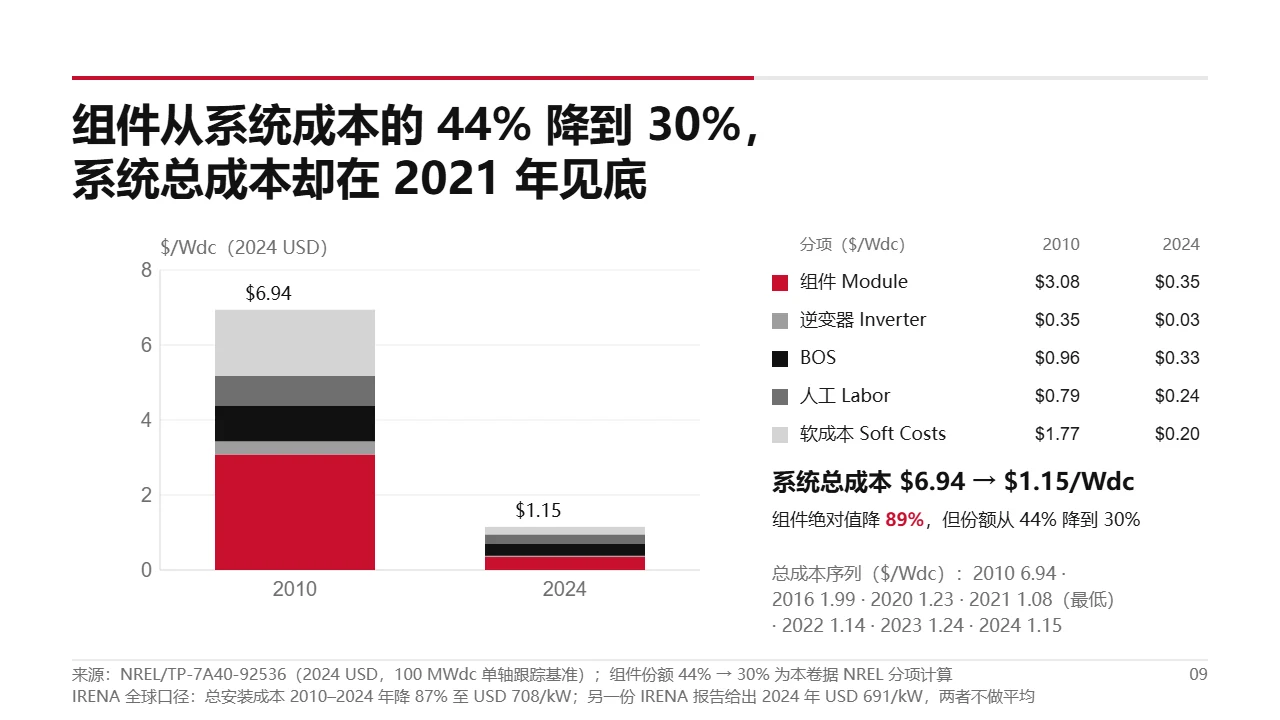 组件从系统成本的 44% 降到 30%，
系统总成本却在 2021 年见底
$/Wdc（2024 USD）
8
6
4
2
0
$6.94
$1.15
2010
2024
分项（$/Wdc） 2010 2024
组件 Module $3.08 $0.35
逆变器 Inverter $0.35 $0.03
BOS $0.96 $0.33
人工 Labor $0.79 $0.24
软成本 Soft Costs $1.77 $0.20
系统总成本 $6.94 → $1.15/Wdc
组件绝对值降 89%，但份额从 44% 降到 30%
总成本序列（$/Wdc）：2010 6.94 ·
2016 1.99 · 2020 1.23 · 2021 1.08（最低）
· 2022 1.14 · 2023 1.24 · 2024 1.15
来源：NREL/TP-7A40-92536（2024 USD，100 MWdc 单轴跟踪基准）；组件份额 44% → 30% 为本卷据 NREL 分项计算
IRENA 全球口径：总安装成本 2010–2024 年降 87% 至 USD 708/kW；另一份 IRENA 报告给出 2024 年 USD 691/kW，两者不做平均
09